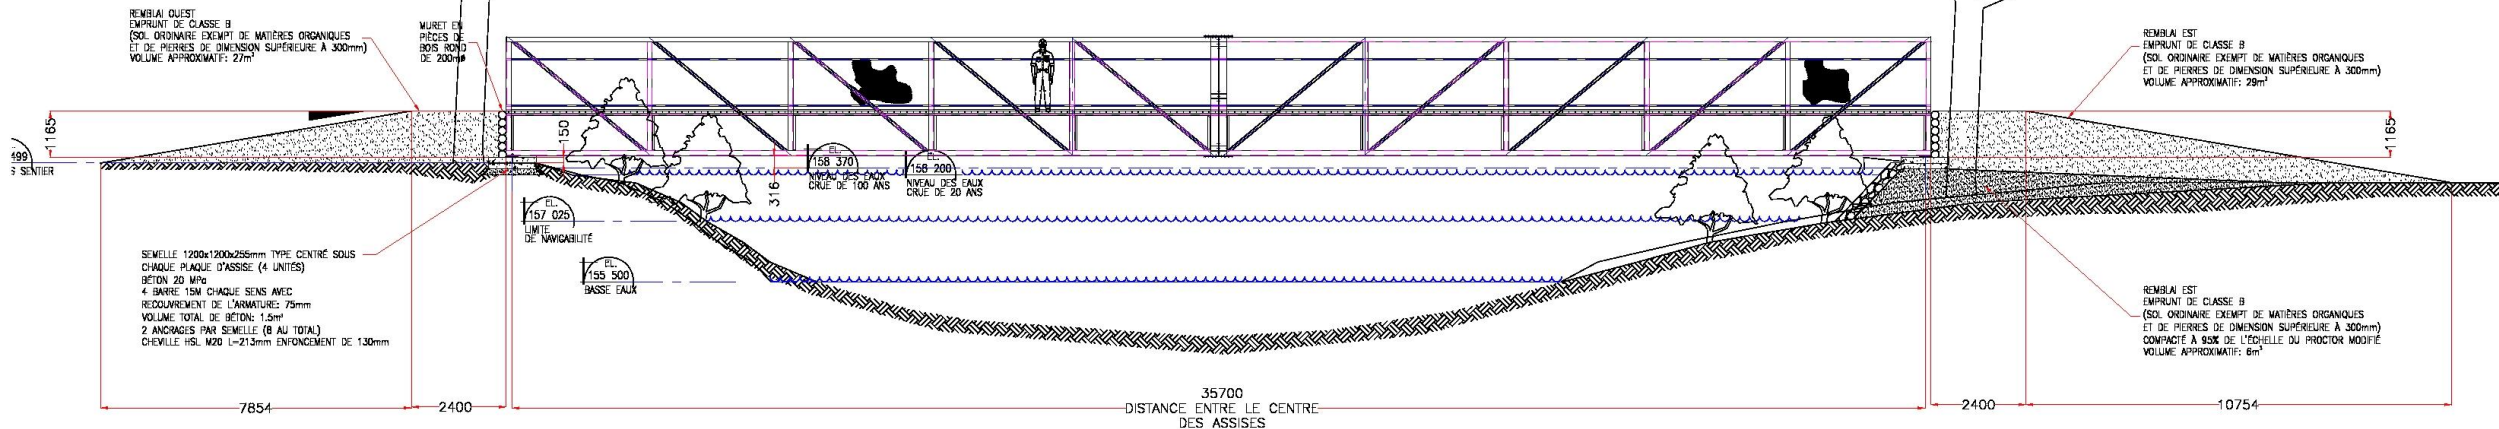 REMBLAI OUEST
EMPRUNT DE CLASSE B
(SOL ORDINAIRE EXEMPT DE MATIÈRES ORGANIQUES
ET DE PIERRES DE DIMENSION SUPÉRIEURE À 300mm)
VOLUME APPROXIMATIF: 27m³
MURET EN
PIÈCES DE
BOIS ROND
DE 200mmø
REMBLAI EST
EMPRUNT DE CLASSE B
(SOL ORDINAIRE EXEMPT DE MATIÈRES ORGANIQUES
ET DE PIERRES DE DIMENSION SUPÉRIEURE À 300mm)
VOLUME APPROXIMATIF: 29m³
1165
150
1165
499
SENTIER
EL.
158 370
NIVEAU DES EAUX
CRUE DE 100 ANS
EL.
158 200
NIVEAU DES EAUX
CRUE DE 20 ANS
316
EL.
157 025
LIMITE
DE NAVIGABILITÉ
EL.
155 500
BASSE EAUX
SEMELLE 1200x1200x255mm TYPE CENTRÉ SOUS
CHAQUE PLAQUE D'ASSISE (4 UNITÉS)
BÉTON 20 MPa
4 BARRE 15M CHAQUE SENS AVEC
RECOUVREMENT DE L'ARMATURE: 75mm
VOLUME TOTAL DE BÉTON: 1.5m³
2 ANCRAGES PAR SEMELLE (8 AU TOTAL)
CHEVILLE HSL M20 L=213mm ENFONCEMENT DE 130mm
REMBLAI EST
EMPRUNT DE CLASSE B
(SOL ORDINAIRE EXEMPT DE MATIÈRES ORGANIQUES
ET DE PIERRES DE DIMENSION SUPÉRIEURE À 300mm)
COMPACTÉ À 95% DE L'ÉCHELLE DU PROCTOR MODIFIÉ
VOLUME APPROXIMATIF: 6m³
7854
2400
35700
DISTANCE ENTRE LE CENTRE
DES ASSISES
2400
10754